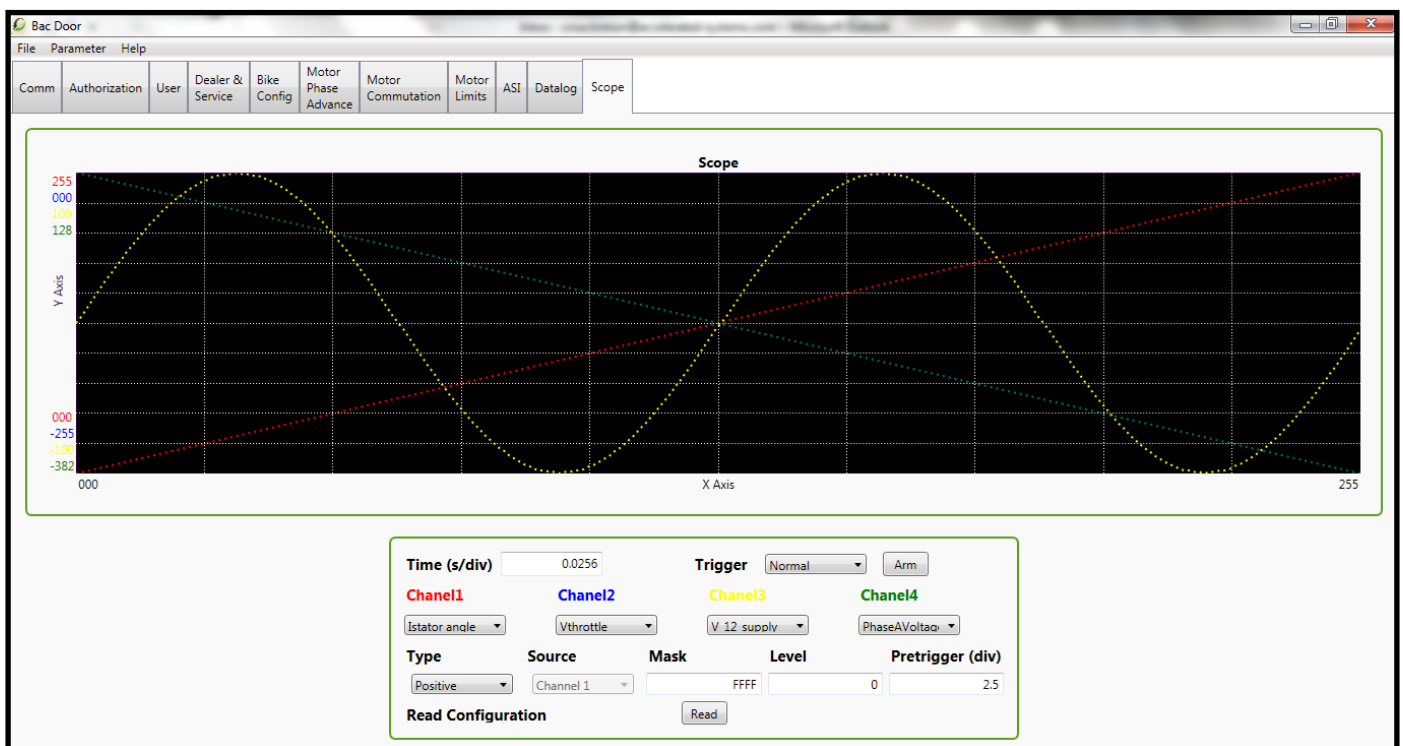 Bac Door
File Parameter Help
Comm Authorization User Dealer & Service Bike Config Motor Phase Advance Motor Commutation Motor Limits ASI Datalog Scope
Scope
255
000
100
128
Y Axis
000
-255
-100
-382
000 X Axis 255
Time (s/div) 0.0256 Trigger Normal Arm
Chanel1 Chanel2 Chanel3 Chanel4
Istator angle Vthrottle V 12 supply PhaseAVoltag
Type Source Mask Level Pretrigger (div)
Positive Channel 1 FFFF 0 2.5
Read Configuration Read